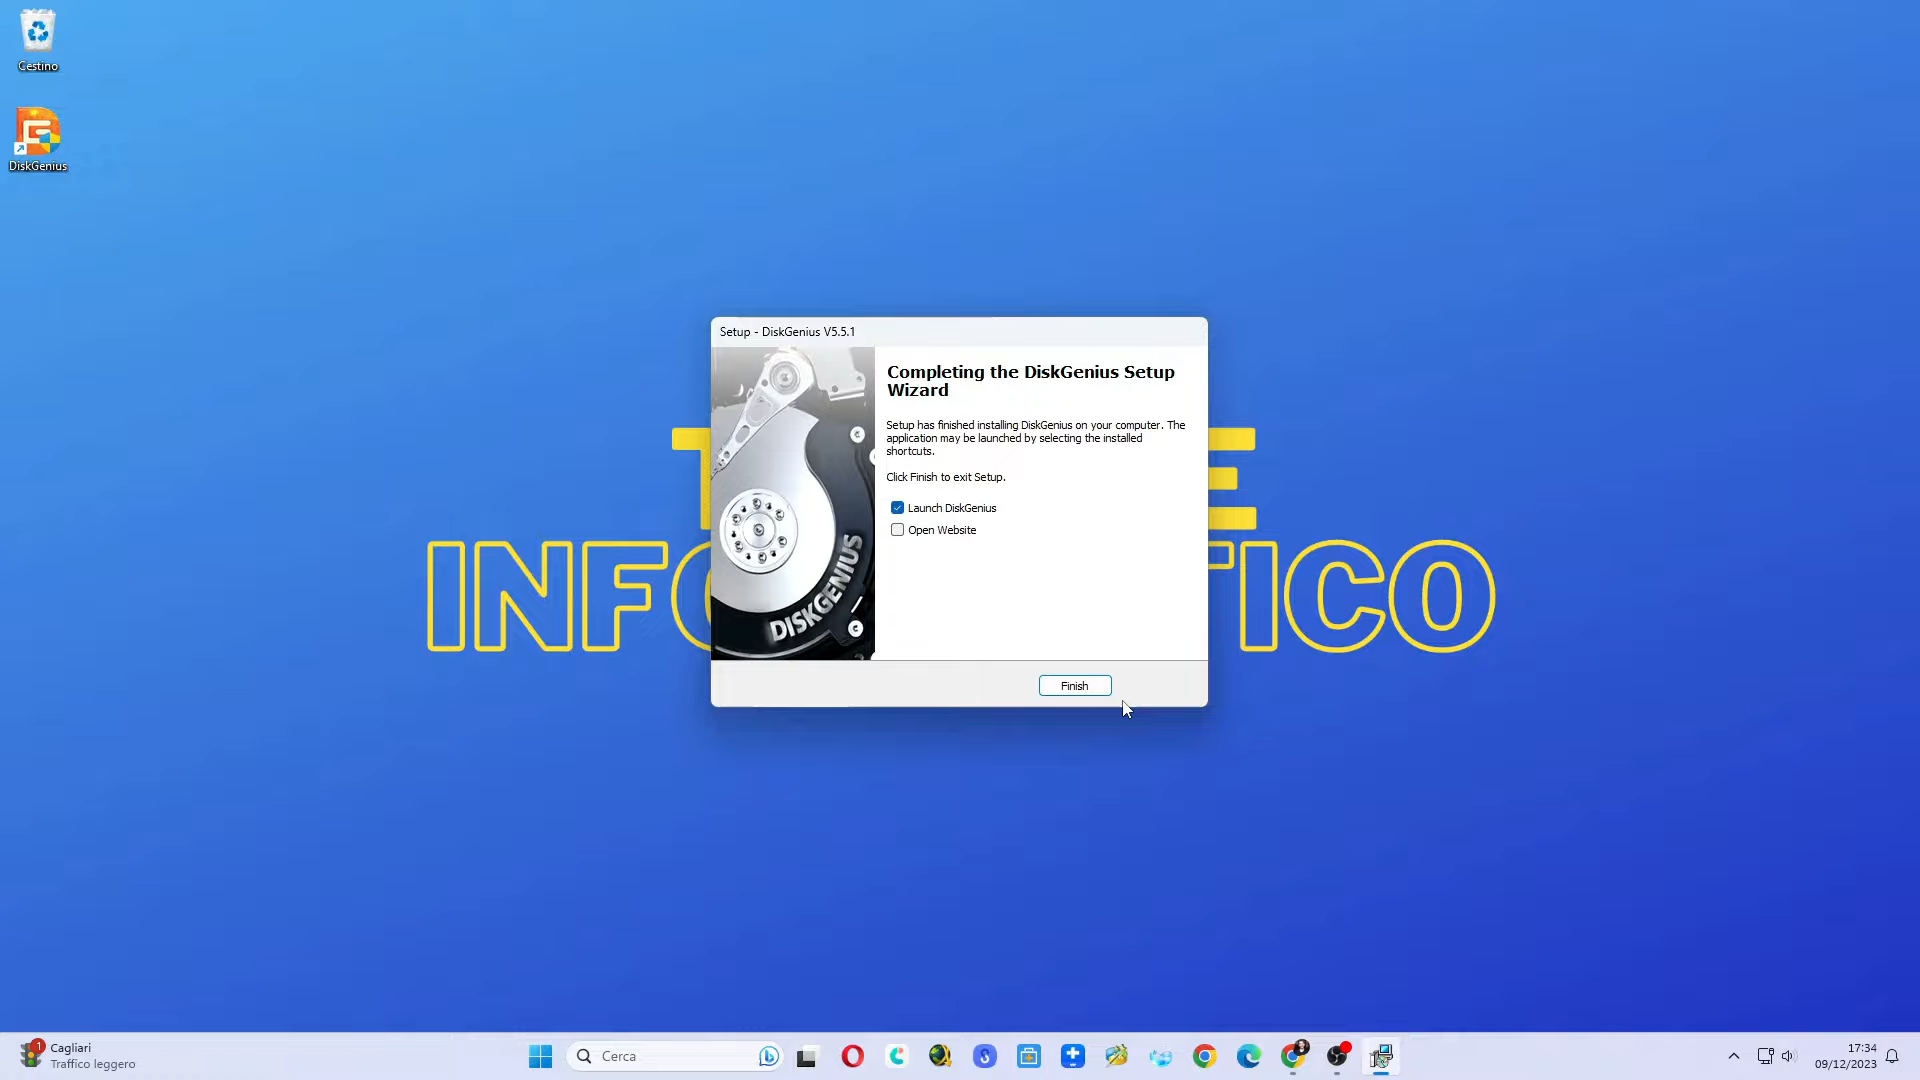 Cestino
DiskGenius
Setup - DiskGenius V5.5.1
Completing the DiskGenius Setup
Wizard
Setup has finished installing DiskGenius on your computer. The
application may be launched by selecting the installed
shortcuts.
Click Finish to exit Setup.
Launch DiskGenius
Open Website
DISKGENIUS
Finish
1
Cagliari
Traffico leggero
Cerca
17:34
09/12/2023